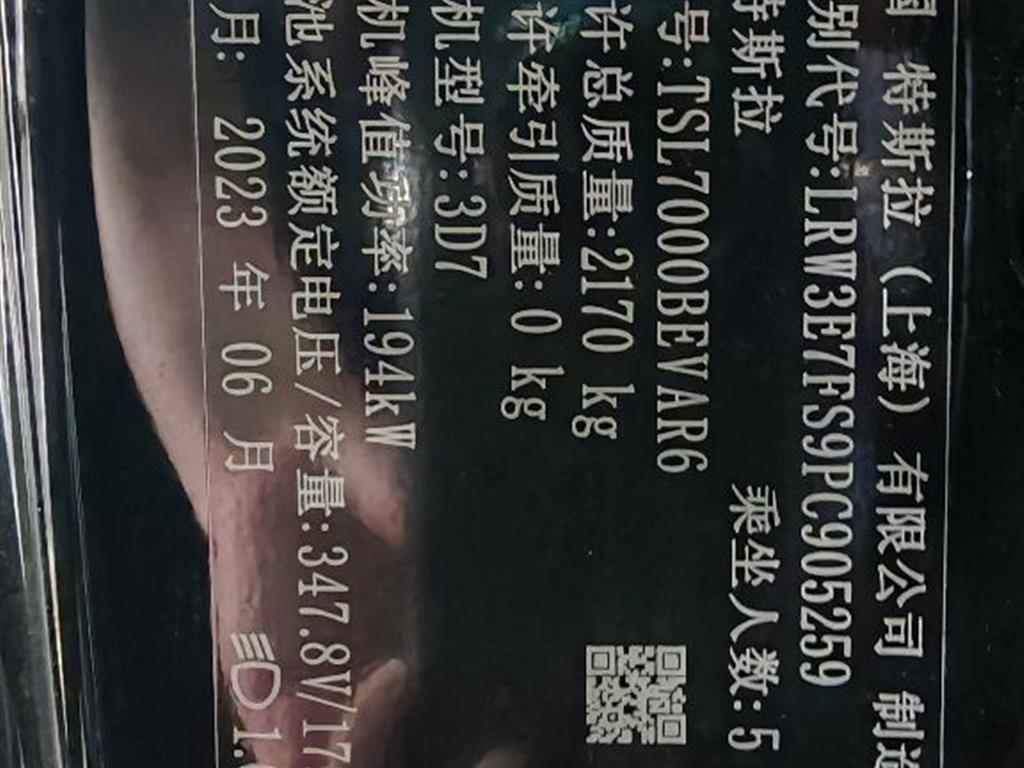 国 特斯拉(上海)有限公司 制造
别代号:LRW3E7FS9PC905259
特斯拉 乘坐人数:5
号:TSL7000BEVAR6
许总质量:2170 kg
许牵引质量:0 kg
机型号:3D7
机峰值功率:194kW
池系统额定电压/容量:347.8V/17
月: 2023 年 06 月 1.